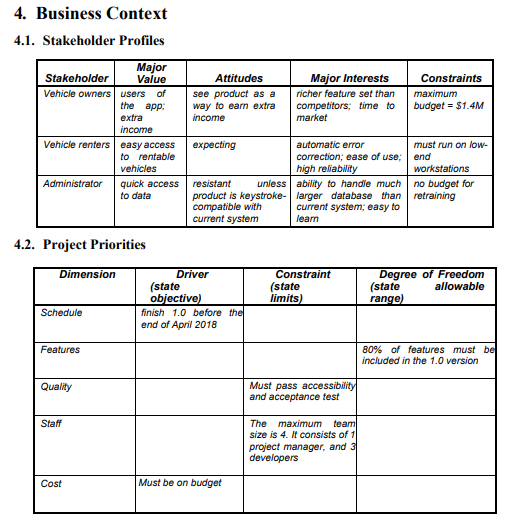 4. Business Context
4.1. Stakeholder Profiles
Stakeholder Major Value Attitudes Major Interests Constraints
Vehicle owners users of see product as a richer feature set than maximum
the app; way to earn extra competitors; time to budget = $1.4M
extra income market
income
Vehicle renters easy access expecting automatic error must run on low-
to rentable correction; ease of use; end
vehicles high reliability workstations
Administrator quick access resistant unless ability to handle much no budget for
to data product is keystroke- larger database than retraining
compatible with current system; easy to
current system learn
4.2. Project Priorities
Dimension Driver Constraint Degree of Freedom
(state (state (state allowable
objective) limits) range)
Schedule finish 1.0 before the
end of April 2018
Features 80% of features must be
included in the 1.0 version
Quality Must pass accessibility
and acceptance test
Staff The maximum team
size is 4. It consists of 1
project manager, and 3
developers
Cost Must be on budget